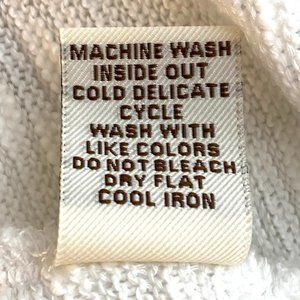 MACHINE WASH
INSIDE OUT
COLD DELICATE
CYCLE
WASH WITH
LIKE COLORS
DO NOT BLEACH
DRY FLAT
COOL IRON